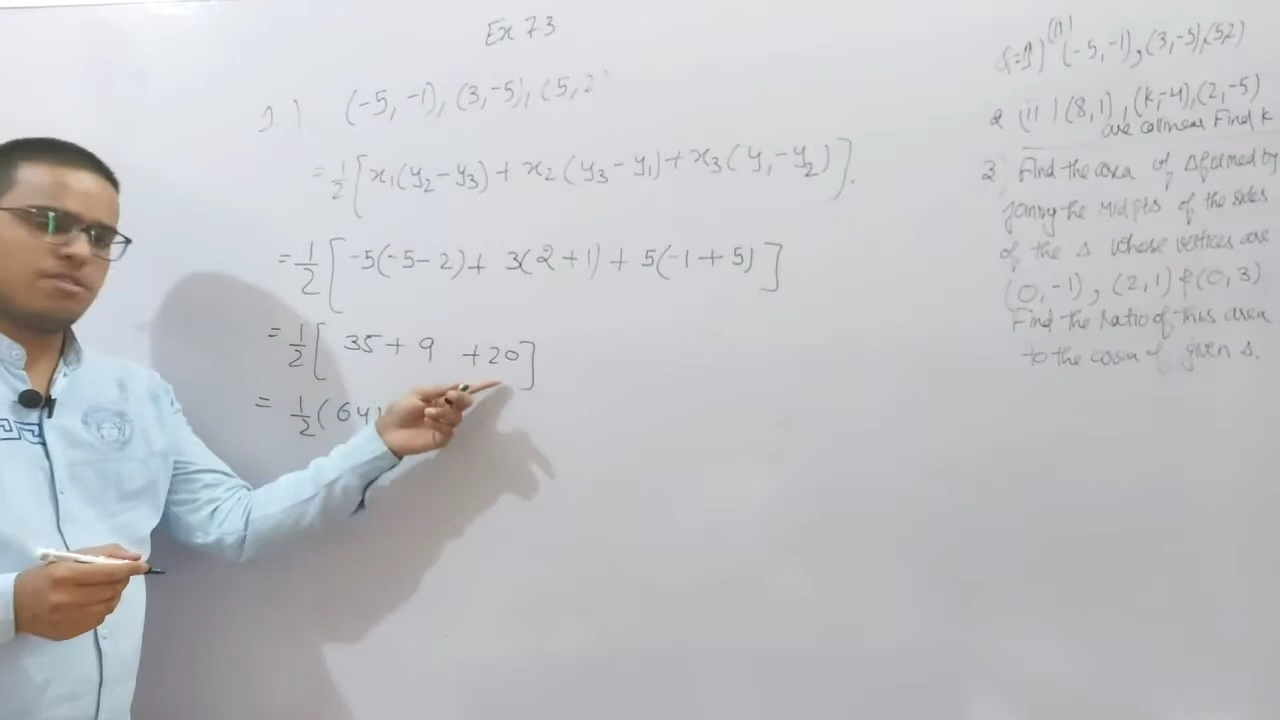 Ex 7.3
1.) (-5, -1), (3, -5), (5, 2
= 1/2 [x₁(y₂-y₃) + x₂(y₃-y₁) + x₃(y₁-y₂)].
= 1/2 [-5(-5-2) + 3(2+1) + 5(-1+5)]
= 1/2 [35 + 9 +20]
= 1/2 (64)
(11) (-5, -1), (3, -5), (5,2)
2 (11) (8, 1), (k, -4), (2, -5)
are collinear Find k
3 Find the area of Δ formed by
joining the Mid pts of the sides
of the Δ whose vertices are
(0, -1), (2, 1) & (0, 3)
Find the ratio of this area
to the area of given Δ.